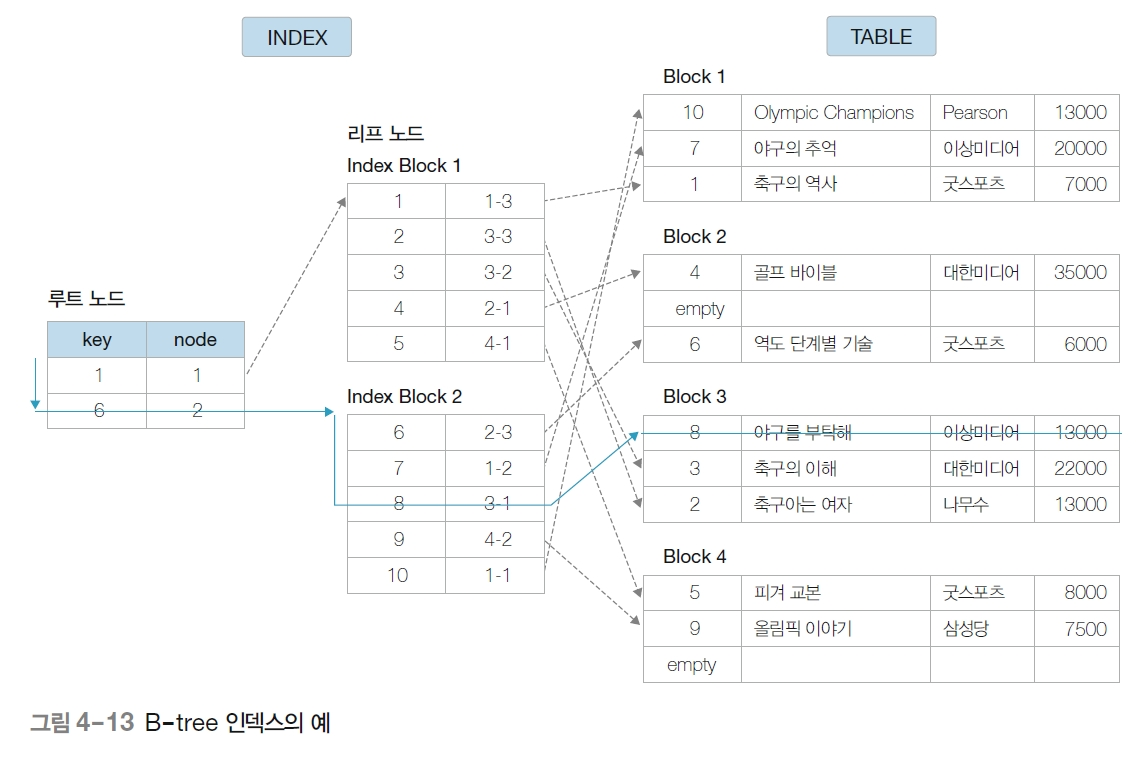 INDEX
TABLE
루트 노드
key node
1 1
6 2
리프 노드
Index Block 1
1 1-3
2 3-3
3 3-2
4 2-1
5 4-1
Index Block 2
6 2-3
7 1-2
8 3-1
9 4-2
10 1-1
Block 1
10 Olympic Champions Pearson 13000
7 야구의 추억 이상미디어 20000
1 축구의 역사 굿스포츠 7000
Block 2
4 골프 바이블 대한미디어 35000
empty
6 역도 단계별 기술 굿스포츠 6000
Block 3
8 야구를 부탁해 이상미디어 13000
3 축구의 이해 대한미디어 22000
2 축구아는 여자 나무수 13000
Block 4
5 피겨 교본 굿스포츠 8000
9 올림픽 이야기 삼성당 7500
empty
그림 4-13 B-tree 인덱스의 예